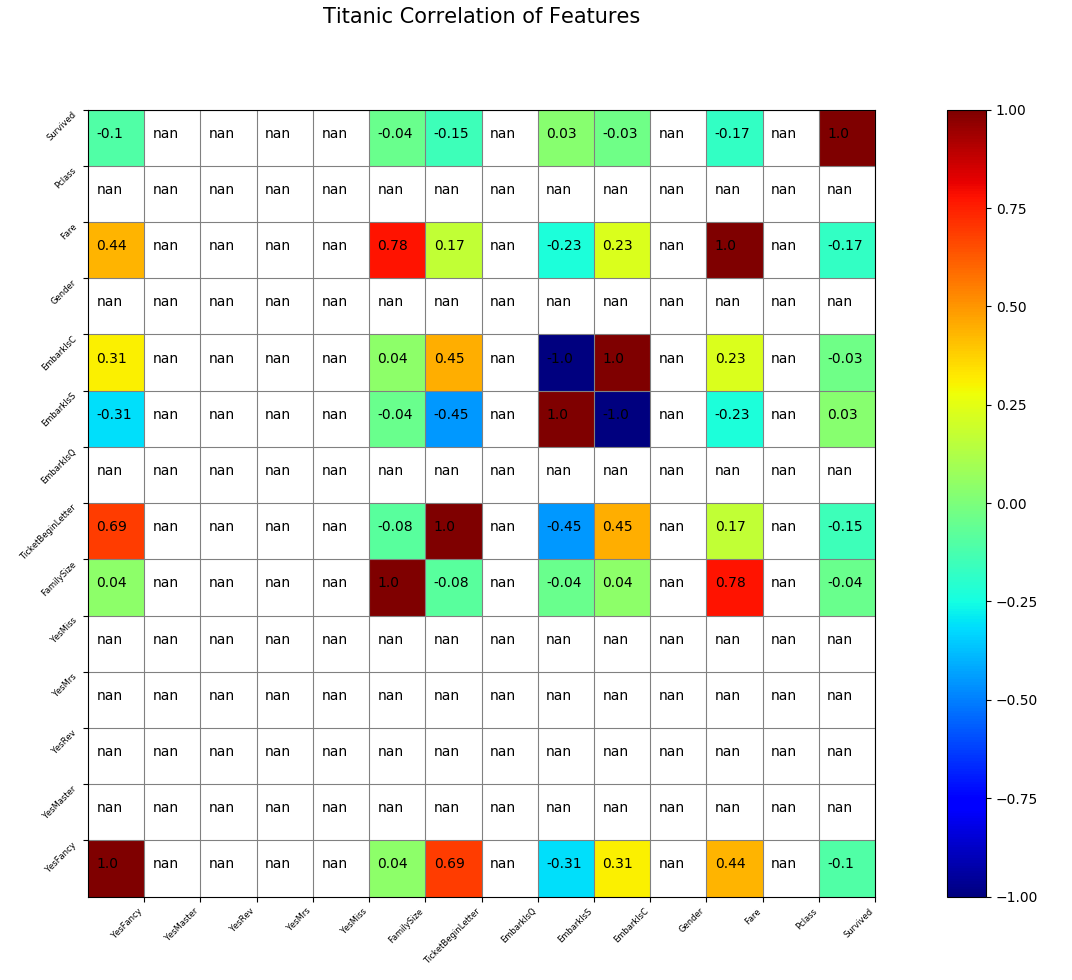 Titanic Correlation of Features
Survived -0.1 nan nan nan nan -0.04 -0.15 nan 0.03 -0.03 nan -0.17 nan 1.0
Pclass nan nan nan nan nan nan nan nan nan nan nan nan nan nan
Fare 0.44 nan nan nan nan 0.78 0.17 nan -0.23 0.23 nan 1.0 nan -0.17
Gender nan nan nan nan nan nan nan nan nan nan nan nan nan nan
EmbarkIsC 0.31 nan nan nan nan 0.04 0.45 nan -1.0 1.0 nan 0.23 nan -0.03
EmbarkIsS -0.31 nan nan nan nan -0.04 -0.45 nan 1.0 -1.0 nan -0.23 nan 0.03
EmbarkIsQ nan nan nan nan nan nan nan nan nan nan nan nan nan nan
TicketBeginLetter 0.69 nan nan nan nan -0.08 1.0 nan -0.45 0.45 nan 0.17 nan -0.15
FamilySize 0.04 nan nan nan nan 1.0 -0.08 nan -0.04 0.04 nan 0.78 nan -0.04
YesMiss nan nan nan nan nan nan nan nan nan nan nan nan nan nan
YesMrs nan nan nan nan nan nan nan nan nan nan nan nan nan nan
YesRev nan nan nan nan nan nan nan nan nan nan nan nan nan nan
YesMaster nan nan nan nan nan nan nan nan nan nan nan nan nan nan
YesFancy 1.0 nan nan nan nan 0.04 0.69 nan -0.31 0.31 nan 0.44 nan -0.1
YesFancy YesMaster YesRev YesMrs YesMiss FamilySize TicketBeginLetter EmbarkIsQ EmbarkIsS EmbarkIsC Gender Fare Pclass Survived
1.00
0.75
0.50
0.25
0.00
−0.25
−0.50
−0.75
−1.00